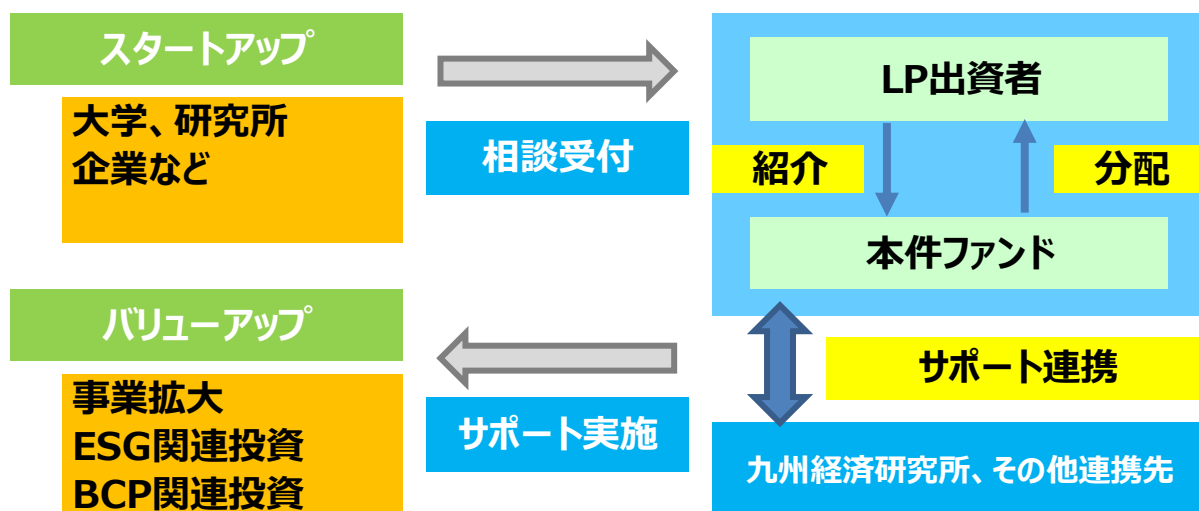 スタートアップ
大学、研究所
企業など
相談受付
LP出資者
紹介
分配
本件ファンド
バリューアップ
事業拡大
ESG関連投資
BCP関連投資
サポート実施
サポート連携
九州経済研究所、その他連携先